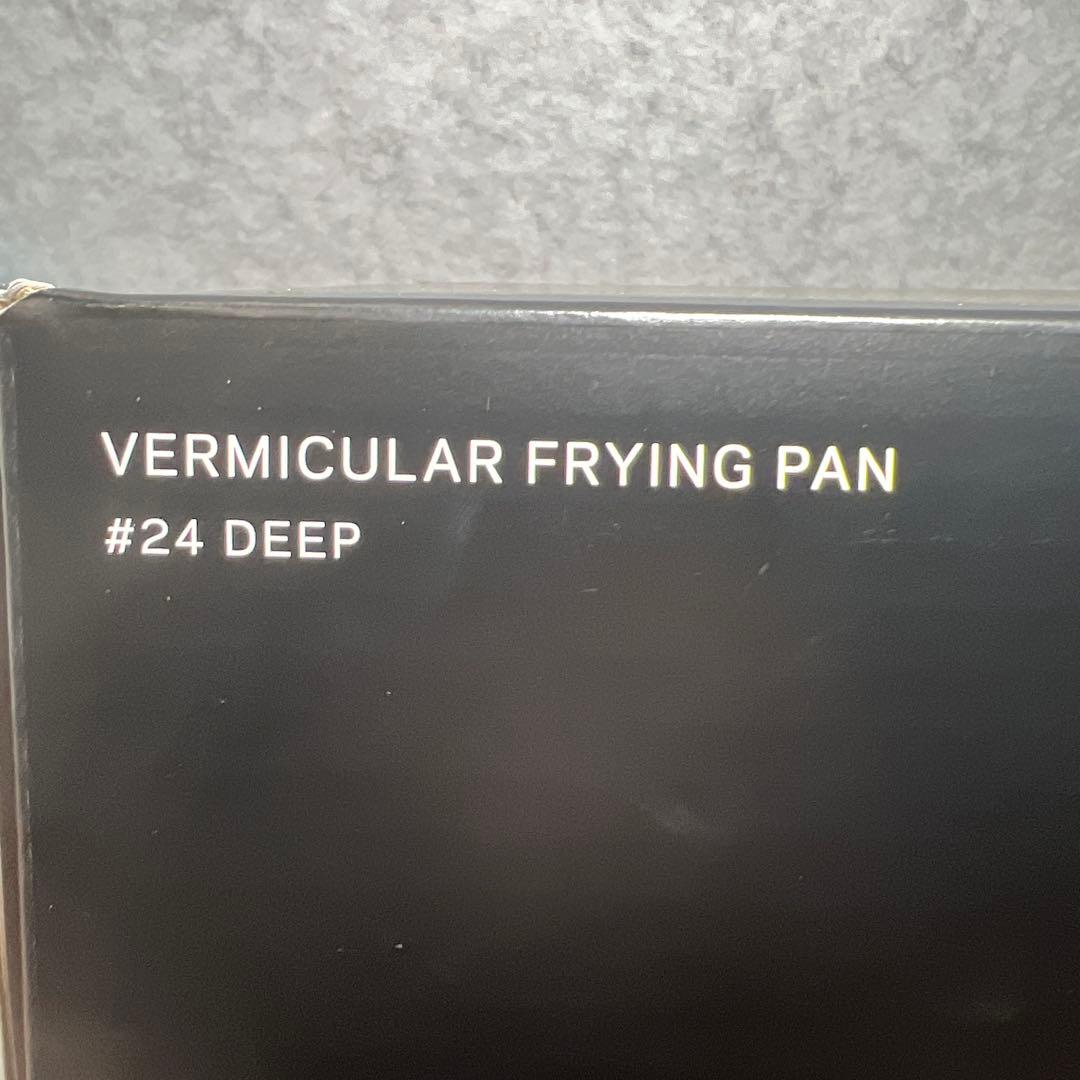 VERMICULAR FRYING PAN
#24 DEEP